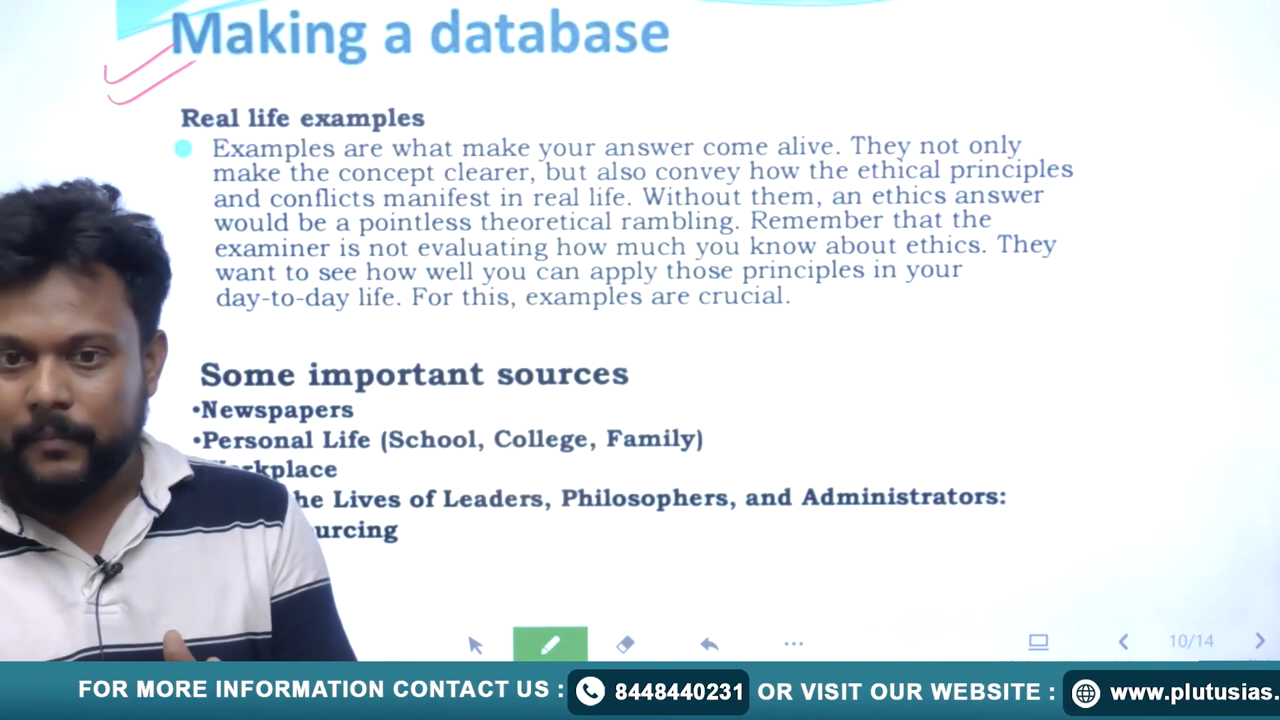 Making a database
Real life examples
Examples are what make your answer come alive. They not only
make the concept clearer, but also convey how the ethical principles
and conflicts manifest in real life. Without them, an ethics answer
would be a pointless theoretical rambling. Remember that the
examiner is not evaluating how much you know about ethics. They
want to see how well you can apply those principles in your
day-to-day life. For this, examples are crucial.
Some important sources
•Newspapers
•Personal Life (School, College, Family)
Lives of Leaders, Philosophers, and Administrators:
10/14
FOR MORE INFORMATION CONTACT US : 8448440231 OR VISIT OUR WEBSITE : www.plutusias.